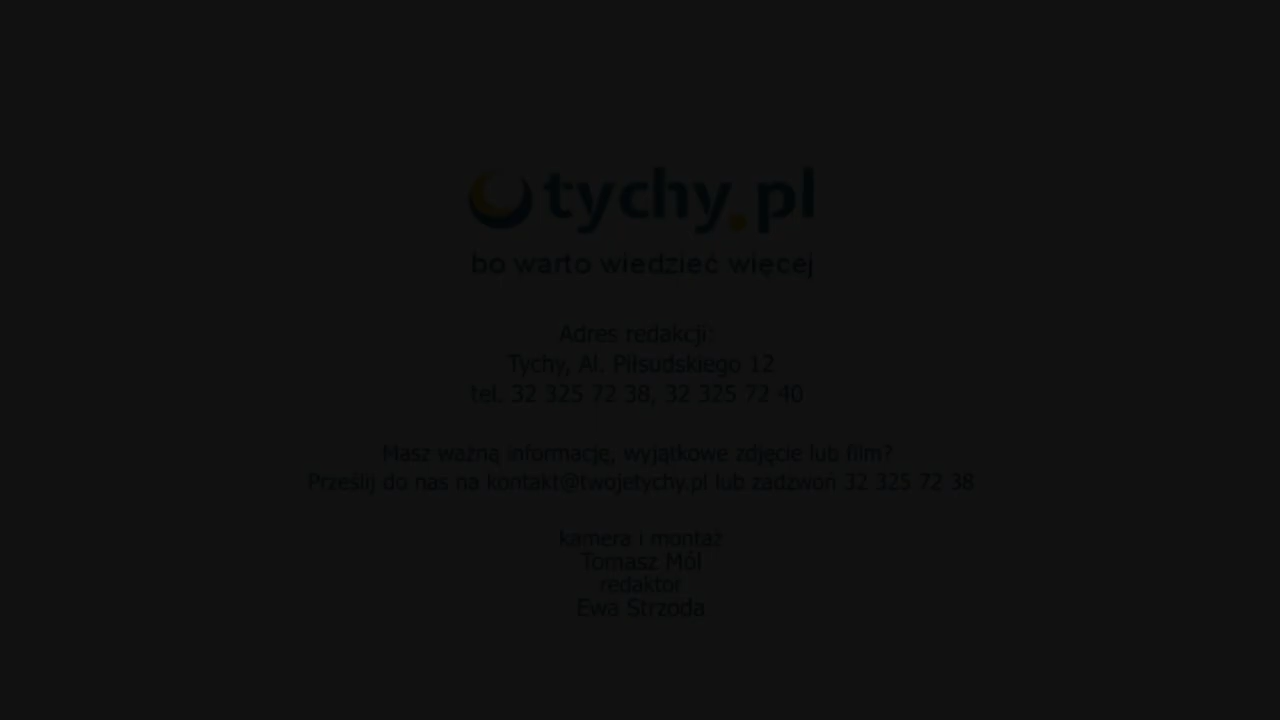 tychy.pl
bo warto wiedzieć więcej
Adres redakcji:
Tychy, Al. Piłsudskiego 12
tel. 32 325 72 38, 32 325 72 40
Masz ważną informację, wyjątkowe zdjęcie lub film?
Prześlij do nas na kontakt@twojetychy.pl lub zadzwoń 32 325 72 38
kamera i montaż
Tomasz Mól
redaktor
Ewa Strzoda